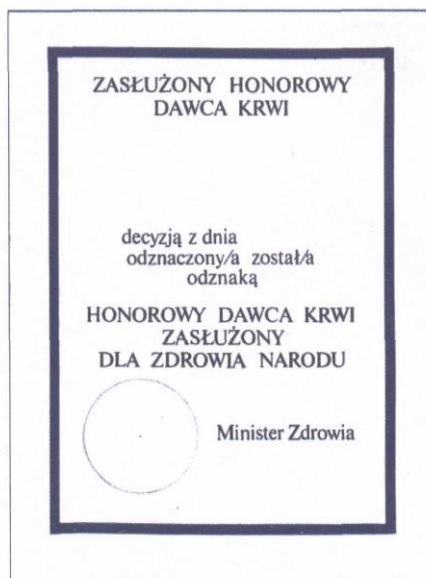 ZASŁUŻONY HONOROWY
DAWCA KRWI
decyzją z dnia
odznaczony/a został/a
odznaką
HONOROWY DAWCA KRWI
ZASŁUŻONY
DLA ZDROWIA NARODU
Minister Zdrowia